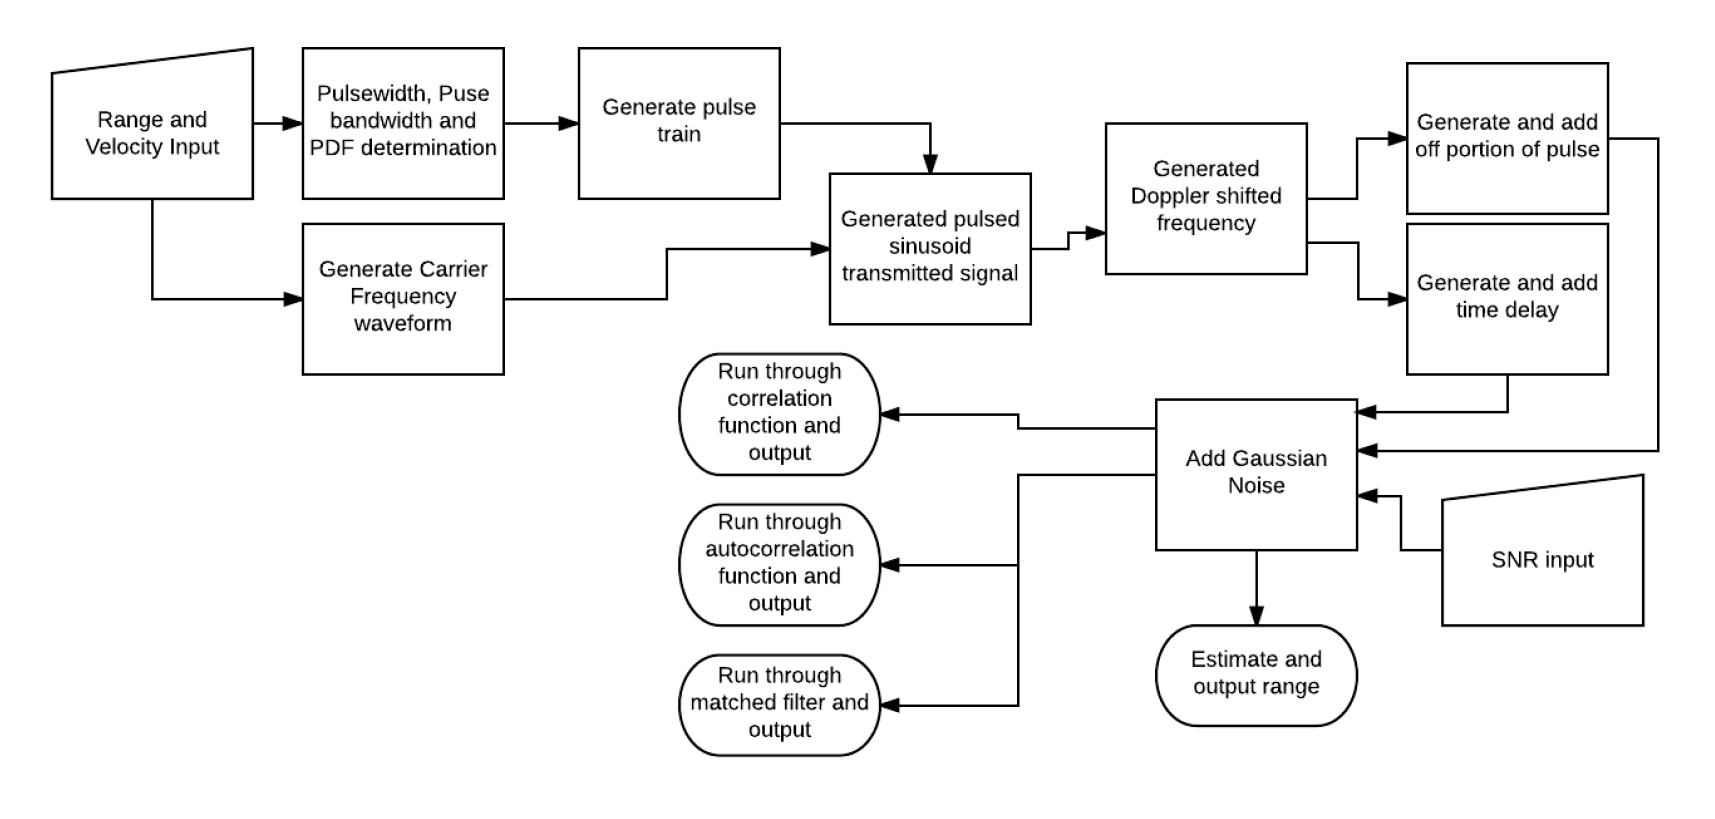 Range and
Velocity Input
Pulsewidth, Puse
bandwidth and
PDF determination
Generate pulse
train
Generate Carrier
Frequency
waveform
Generated pulsed
sinusoid
transmitted signal
Generated
Doppler shifted
frequency
Generate and add
off portion of pulse
Generate and add
time delay
Run through
correlation
function and
output
Add Gaussian
Noise
SNR input
Run through
autocorrelation
function and
output
Run through
matched filter and
output
Estimate and
output range